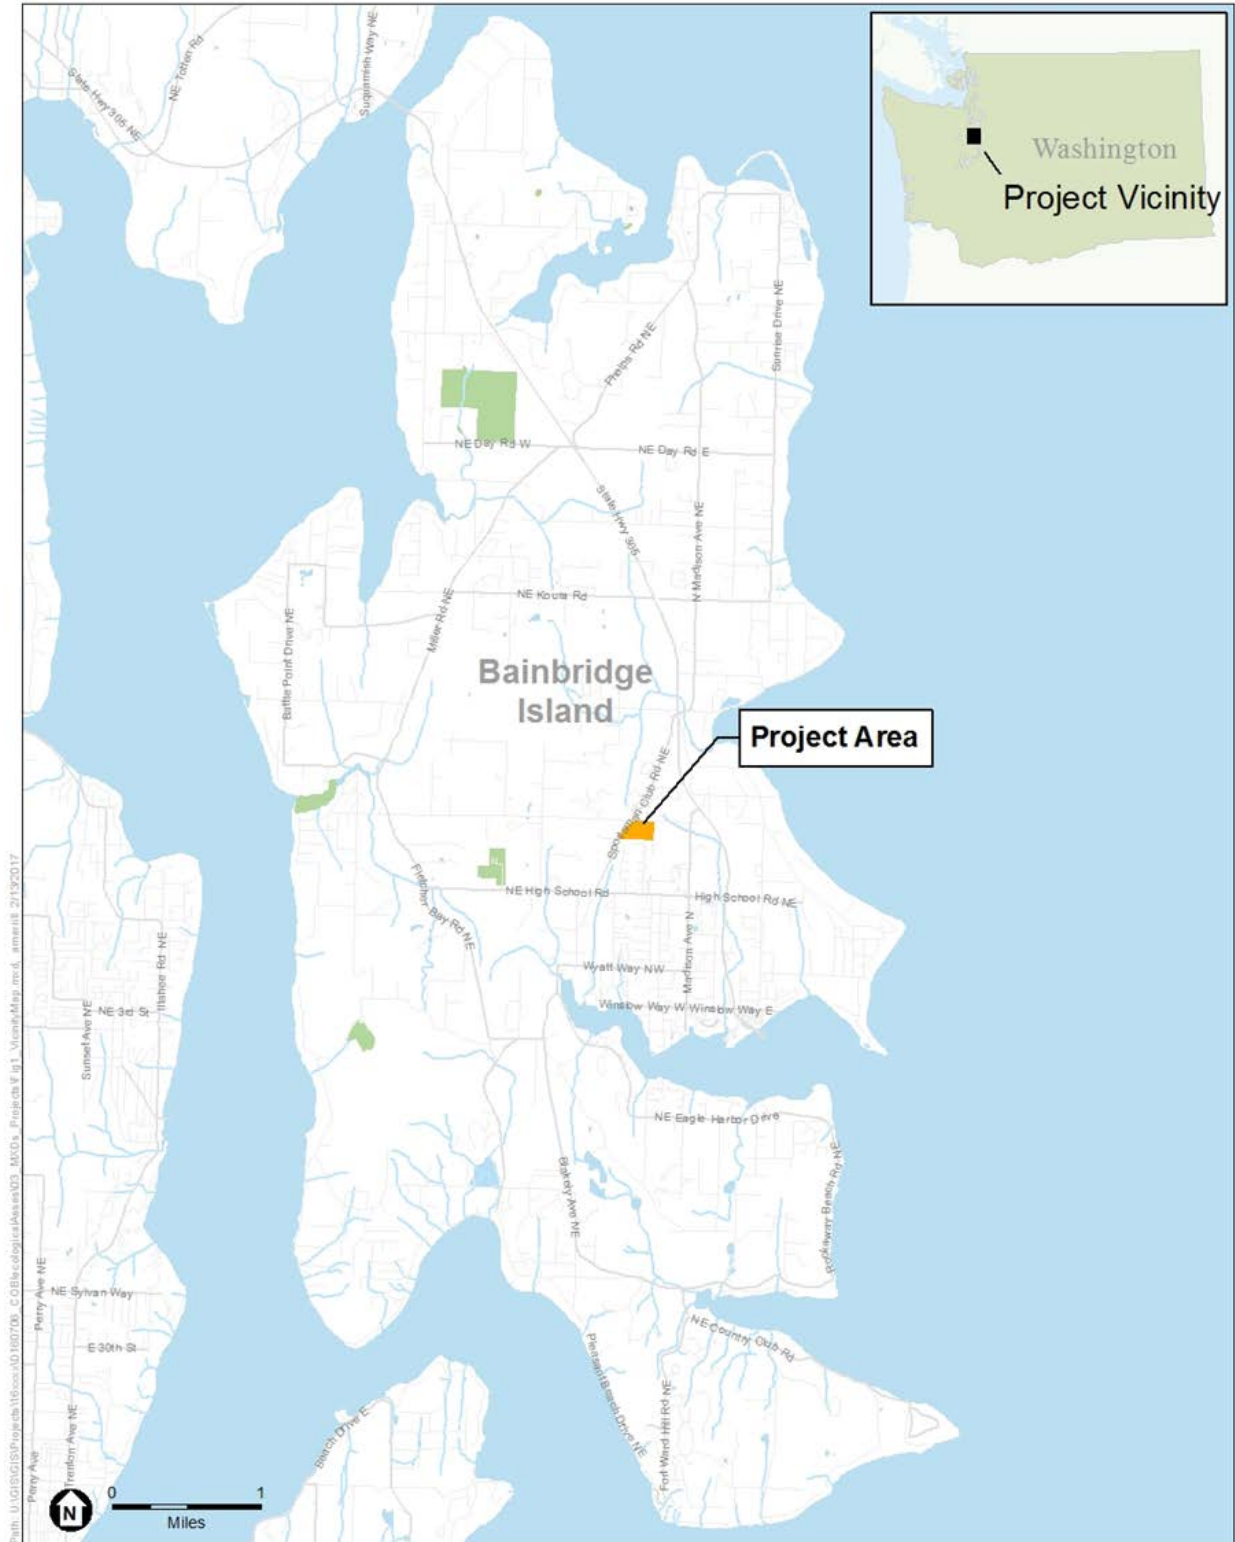 Suquamish Way NE
NE Totten Rd
State Hwy 305 NE
Washington
Project Vicinity
Sunrise Drive NE
Phelps Rd NE
NE Day Rd W
NE Day Rd E
State Hwy 305
N Madison Ave NE
NE Koura Rd
Miller Rd NE
Battle Point Drive NE
Bainbridge
Island
Project Area
Sportsman Club Rd NE
Fletcher Bay Rd NE
NE High School Rd
High School Rd NE
Madison Ave N
Wyatt Way NW
Winslow Way W
Winslow Way E
Illahee Rd NE
NE 3rd St
Sunset Ave NE
NE Eagle Harbor Drive
Rockaway Beach Rd NE
Blakely Ave NE
Perry Ave NE
NE Sylvan Way
E 30th St
NE Country Club Rd
Pleasant Beach Drive NE
Fort Ward Hill Rd NE
Beach Drive E
Trenton Ave NE
Perry Ave
N
0 1
Miles